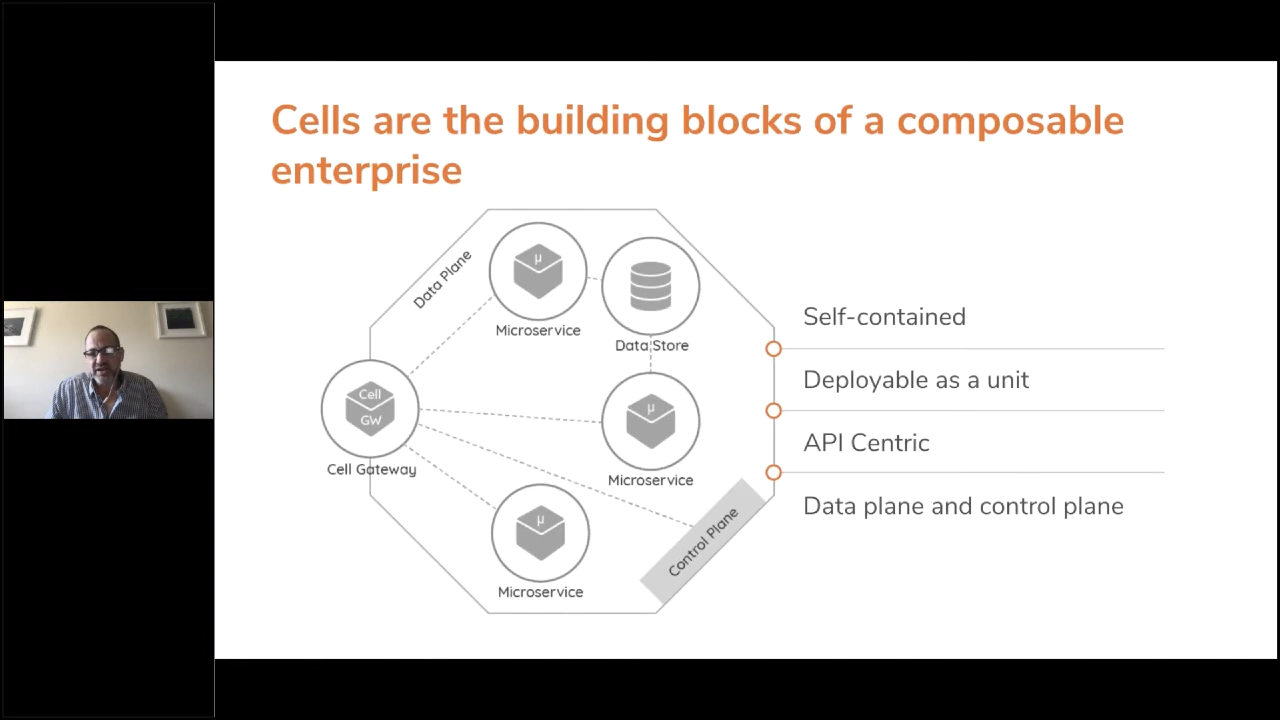 Cells are the building blocks of a composable
enterprise
Data Plane
µ
Microservice
Data Store
Cell
GW
Cell Gateway
µ
Microservice
µ
Microservice
Control Plane
Self-contained
Deployable as a unit
API Centric
Data plane and control plane